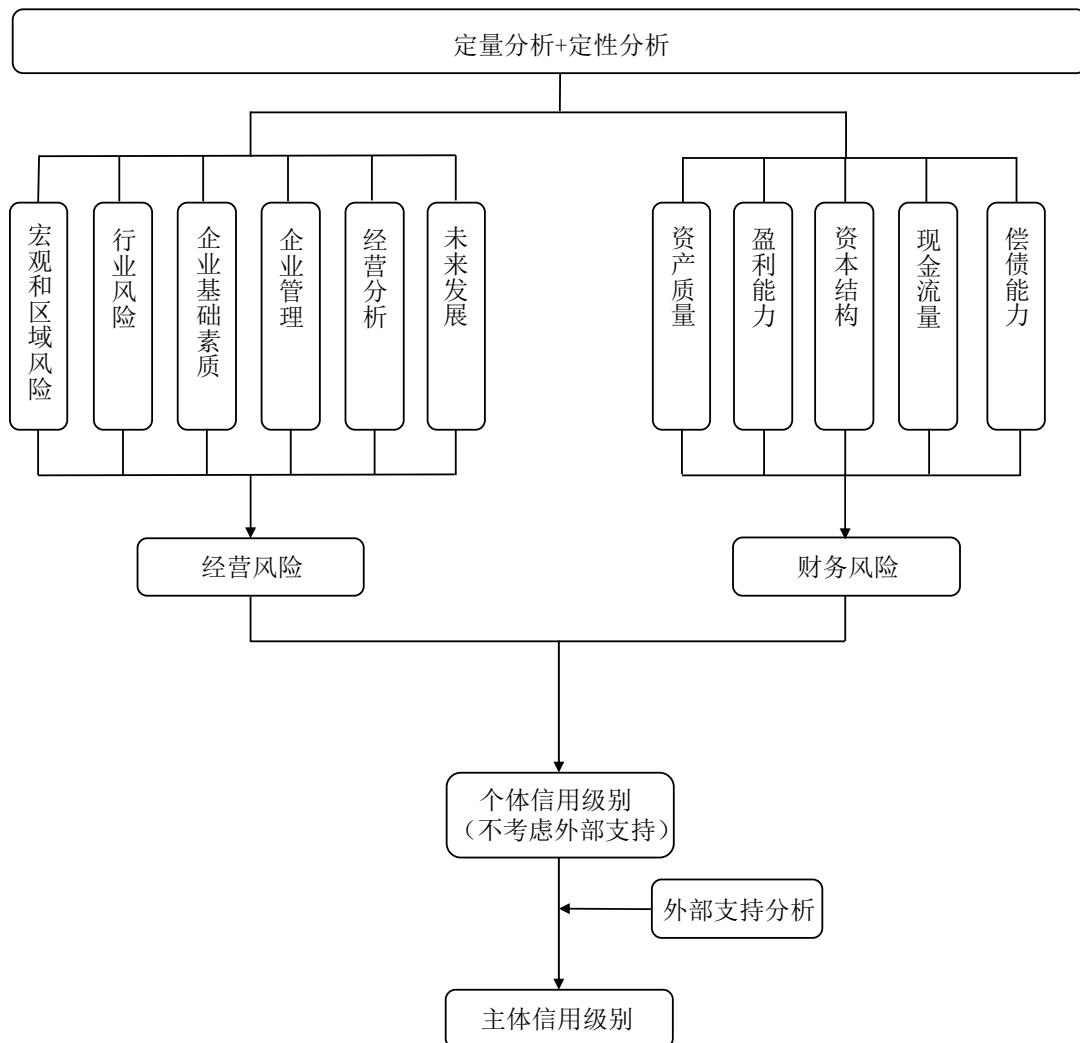 定量分析+定性分析
宏观和区域风险
行业风险
企业基础素质
企业管理
经营分析
未来发展
资产质量
盈利能力
资本结构
现金流量
偿债能力
经营风险
财务风险
个体信用级别
（不考虑外部支持）
外部支持分析
主体信用级别